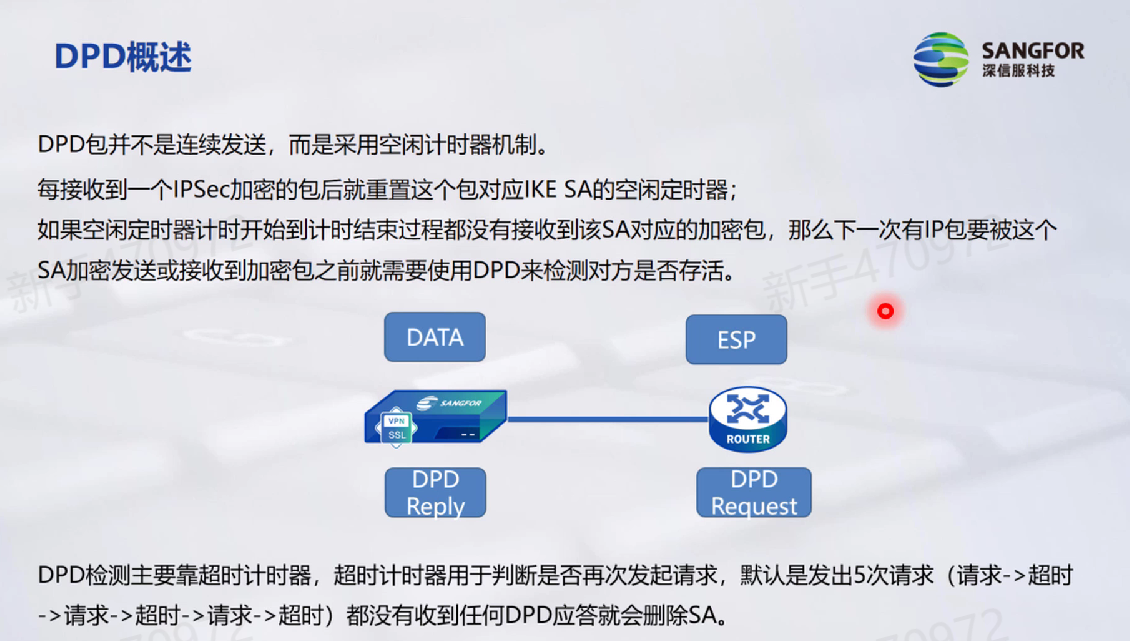 DPD概述
SANGFOR
深信服科技
DPD包并不是连续发送，而是采用空闲计时器机制。
每接收到一个IPSec加密的包后就重置这个包对应IKE SA的空闲定时器；
如果空闲定时器计时开始到计时结束过程都没有接收到该SA对应的加密包，那么下一次有IP包要被这个
SA加密发送或接收到加密包之前就需要使用DPD来检测对方是否存活。
新手470972
新手470972
DATA
ESP
SANGFOR
VPN
SSL
ROUTER
DPD
Reply
DPD
Request
DPD检测主要靠超时计时器，超时计时器用于判断是否再次发起请求，默认是发出5次请求（请求->超时
->请求->超时->请求->超时）都没有收到任何DPD应答就会删除SA。